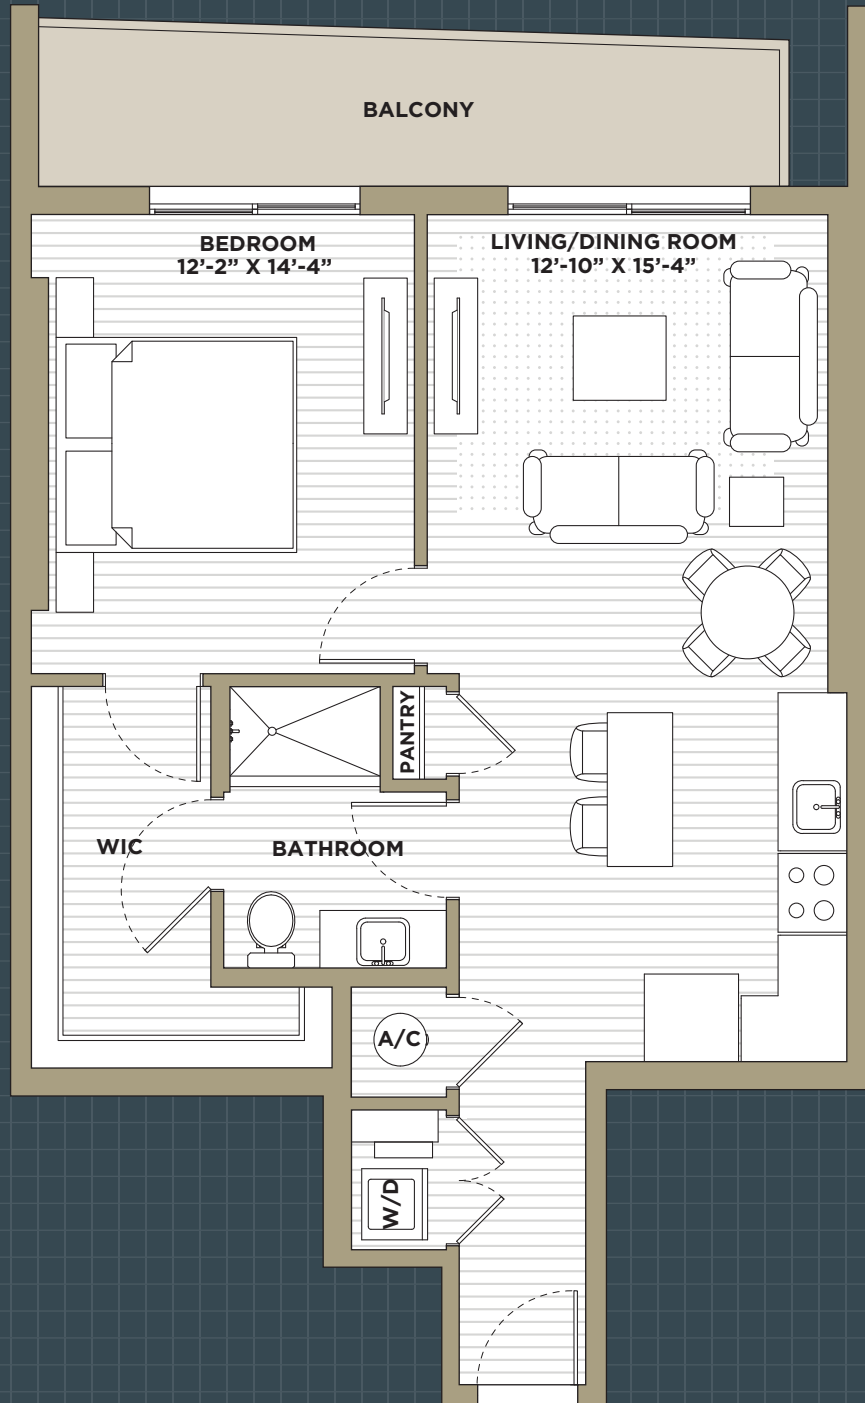 BALCONY
BEDROOM
12’-2” X 14’-4”
LIVING/DINING ROOM
12’-10” X 15’-4”
PANTRY
WIC
BATHROOM
A/C
W/D